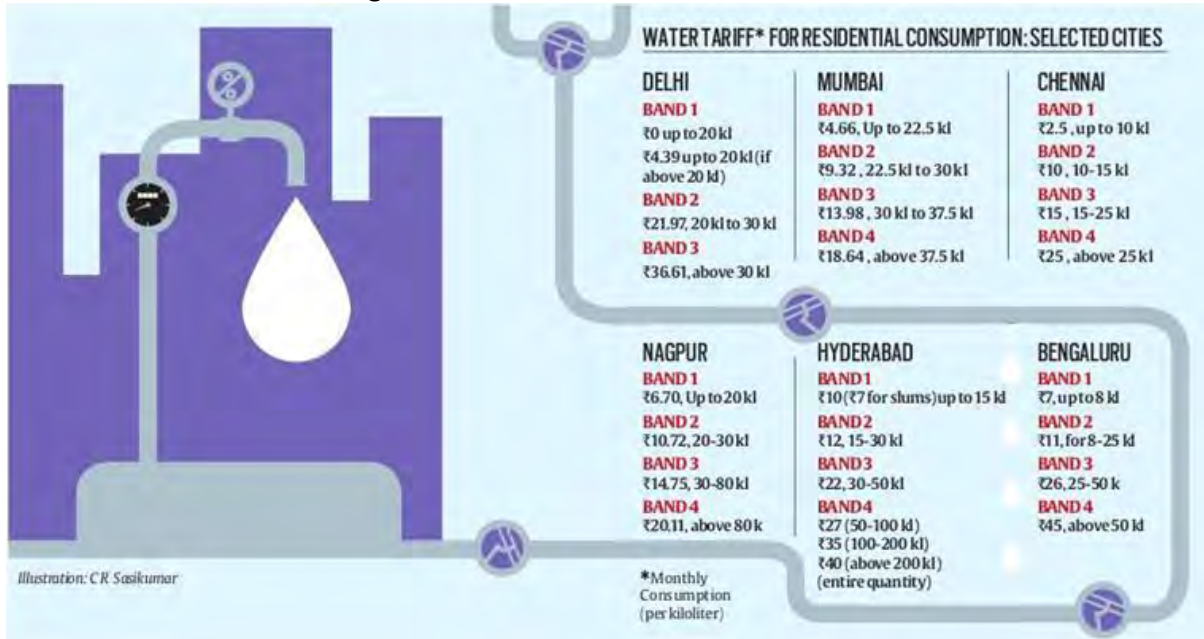 WATER TARIFF* FOR RESIDENTIAL CONSUMPTION: SELECTED CITIES
DELHI
BAND 1
₹0 up to 20 kl
₹4.39 upto 20 kl (if
above 20 kl)
BAND 2
₹21.97, 20 kl to 30 kl
BAND 3
₹36.61, above 30 kl
MUMBAI
BAND 1
₹4.66, Up to 22.5 kl
BAND 2
₹9.32 , 22.5 kl to 30 kl
BAND 3
₹13.98 , 30 kl to 37.5 kl
BAND 4
₹18.64 , above 37.5 kl
CHENNAI
BAND 1
₹2.5 , up to 10 kl
BAND 2
₹10 , 10-15 kl
BAND 3
₹15 , 15-25 kl
BAND 4
₹25 , above 25 kl
NAGPUR
BAND 1
₹6.70, Up to 20 kl
BAND 2
₹10.72, 20-30 kl
BAND 3
₹14.75, 30-80 kl
BAND 4
₹20.11, above 80 k
HYDERABAD
BAND 1
₹10 (₹7 for slums) up to 15 kl
BAND 2
₹12, 15-30 kl
BAND 3
₹22, 30-50 kl
BAND 4
₹27 (50-100 kl)
₹35 (100-200 kl)
₹40 (above 200 kl)
(entire quantity)
BENGALURU
BAND 1
₹7, up to 8 kl
BAND 2
₹11, for 8-25 kl
BAND 3
₹26, 25-50 k
BAND 4
₹45, above 50 kl
*Monthly
Consumption
(per kiloliter)
Illustration: C R Sasikumar